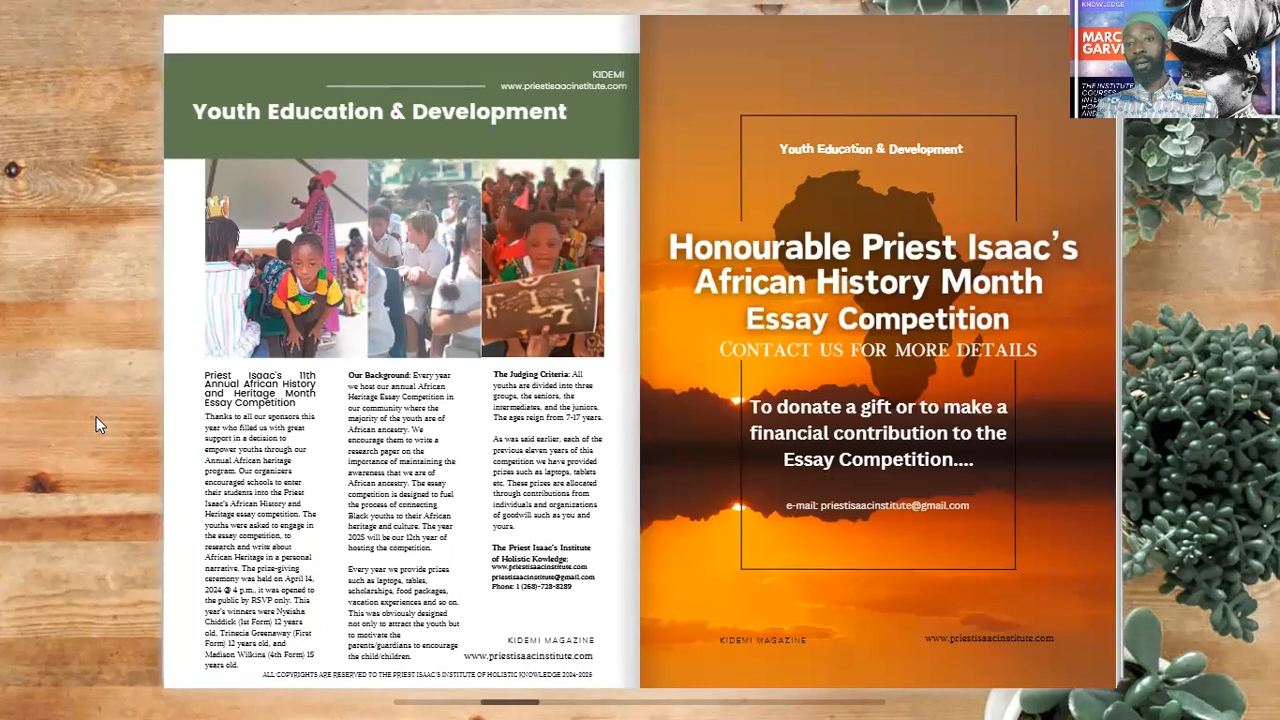 KIDEMI
www.priestisaacinstitute.com
Youth Education & Development
Priest Isaac's 11th
Annual African History
and Heritage Month
Essay Competition
Thanks to all our sponsors this
year who filled us with great
support in a decision to
empower youths through our
Annual African heritage
program. Our organizers
encouraged schools to enter
their students into the Priest
Isaac's African History and
Heritage essay competition. The
youths were asked to engage in
the essay competition, to
research and write about
African Heritage in a personal
narrative. The prize-giving
ceremony was held on April 14,
2024 @ 4 p.m., it was opened to
the public by RSVP only. This
year's winners were Nyeisha
Chiddick (1st Form) 12 years
old, Trinecia Greenaway (First
Form) 12 years old, and
Madison Wilkins (4th Form) 15
years old.
Our Background: Every year
we host our annual African
Heritage Essay Competition in
our community where the
majority of the youth are of
African ancestry. We
encourage them to write a
research paper on the
importance of maintaining the
awareness that we are of
African ancestry. The essay
competition is designed to fuel
the process of connecting
Black youths to their African
heritage and culture. The year
2025 will be our 12th year of
hosting the competition.
Every year we provide prizes
such as laptops, tables,
scholarships, food packages,
vacation experiences and so on.
This was obviously designed
not only to attract the youth but
to motivate the
parents/guardians to encourage
the child/children.
The Judging Criteria: All
youths are divided into three
groups, the seniors, the
intermediates, and the juniors.
The ages reign from 7-17 years.
As was said earlier, each of the
previous eleven years of this
competition we have provided
prizes such as laptops, tablets
etc. These prizes are allocated
through contributions from
individuals and organizations
of goodwill such as you and
yours.
The Priest Isaac's Institute
of Holistic Kowledge:
www.priestisaacinstitute.com
priestisaacinstitute@gmail.com
Phone: 1 (268)-728-8289
KIDEMI MAGAZINE
www.priestisaacinstitute.com
ALL COPYRIGHTS ARE RESERVED TO THE PRIEST ISAAC'S INSTITUTE OF HOLISTIC KNOWLEDGE 2024-2025
Youth Education & Development
Honourable Priest Isaac's
African History Month
Essay Competition
CONTACT US FOR MORE DETAILS
To donate a gift or to make a
financial contribution to the
Essay Competition....
e-mail: priestisaacinstitute@gmail.com
KIDEMI MAGAZINE
www.priestisaacinstitute.com
KNOWLEDGE
MARC
GARV
THE INSTITUTE
COURSES
INTER
HOM
AND